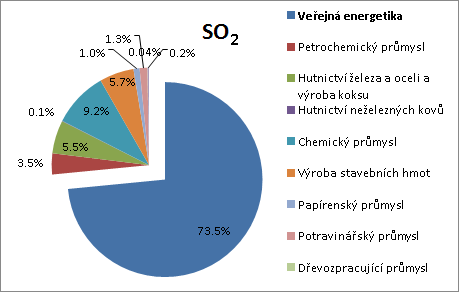 SO2
1.3%
0.04%
0.2%
1.0%
5.7%
9.2%
0.1%
5.5%
3.5%
73.5%
Veřejná energetika
Petrochemický průmysl
Hutnictví železa a oceli a
výroba koksu
Hutnictví neželezných kovů
Chemický průmysl
Výroba stavebních hmot
Papírenský průmysl
Potravinářský průmysl
Dřevozpracující průmysl